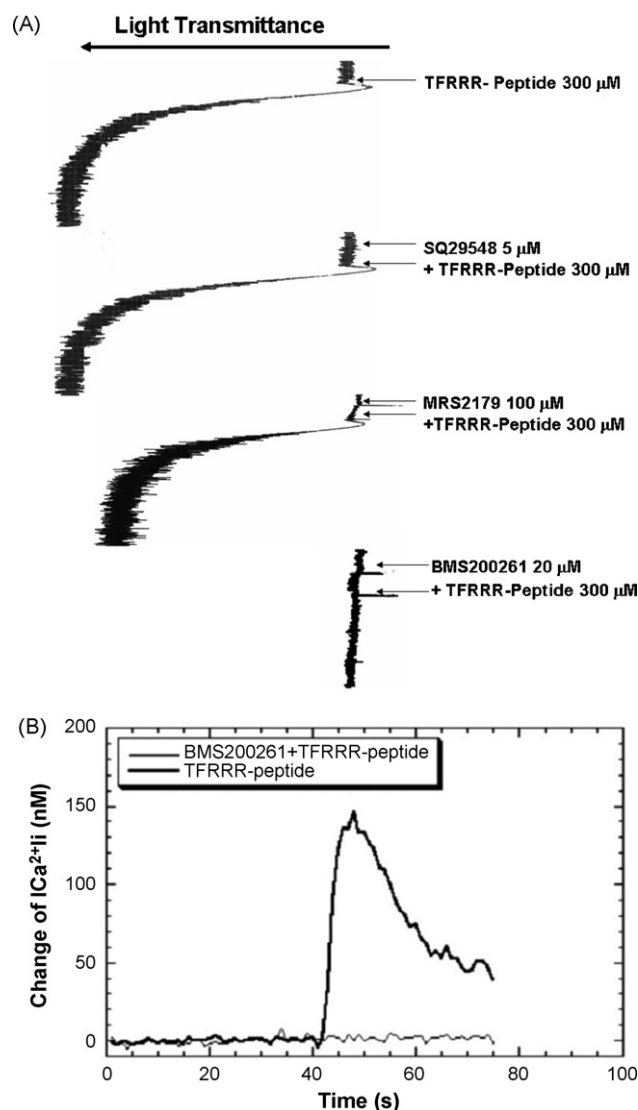 (A)
Light Transmittance
TFRRR- Peptide 300 μM
SQ29548 5 μM
+ TFRRR-Peptide 300 μM
MRS2179 100 μM
+TFRRR-Peptide 300 μM
BMS200261 20 μM
+ TFRRR-Peptide 300 μM
(B)
200
BMS200261+TFRRR-peptide
TFRRR-peptide
150
100
50
0
Change of ICa²⁺Ii (nM)
0 20 40 60 80 100
Time (s)